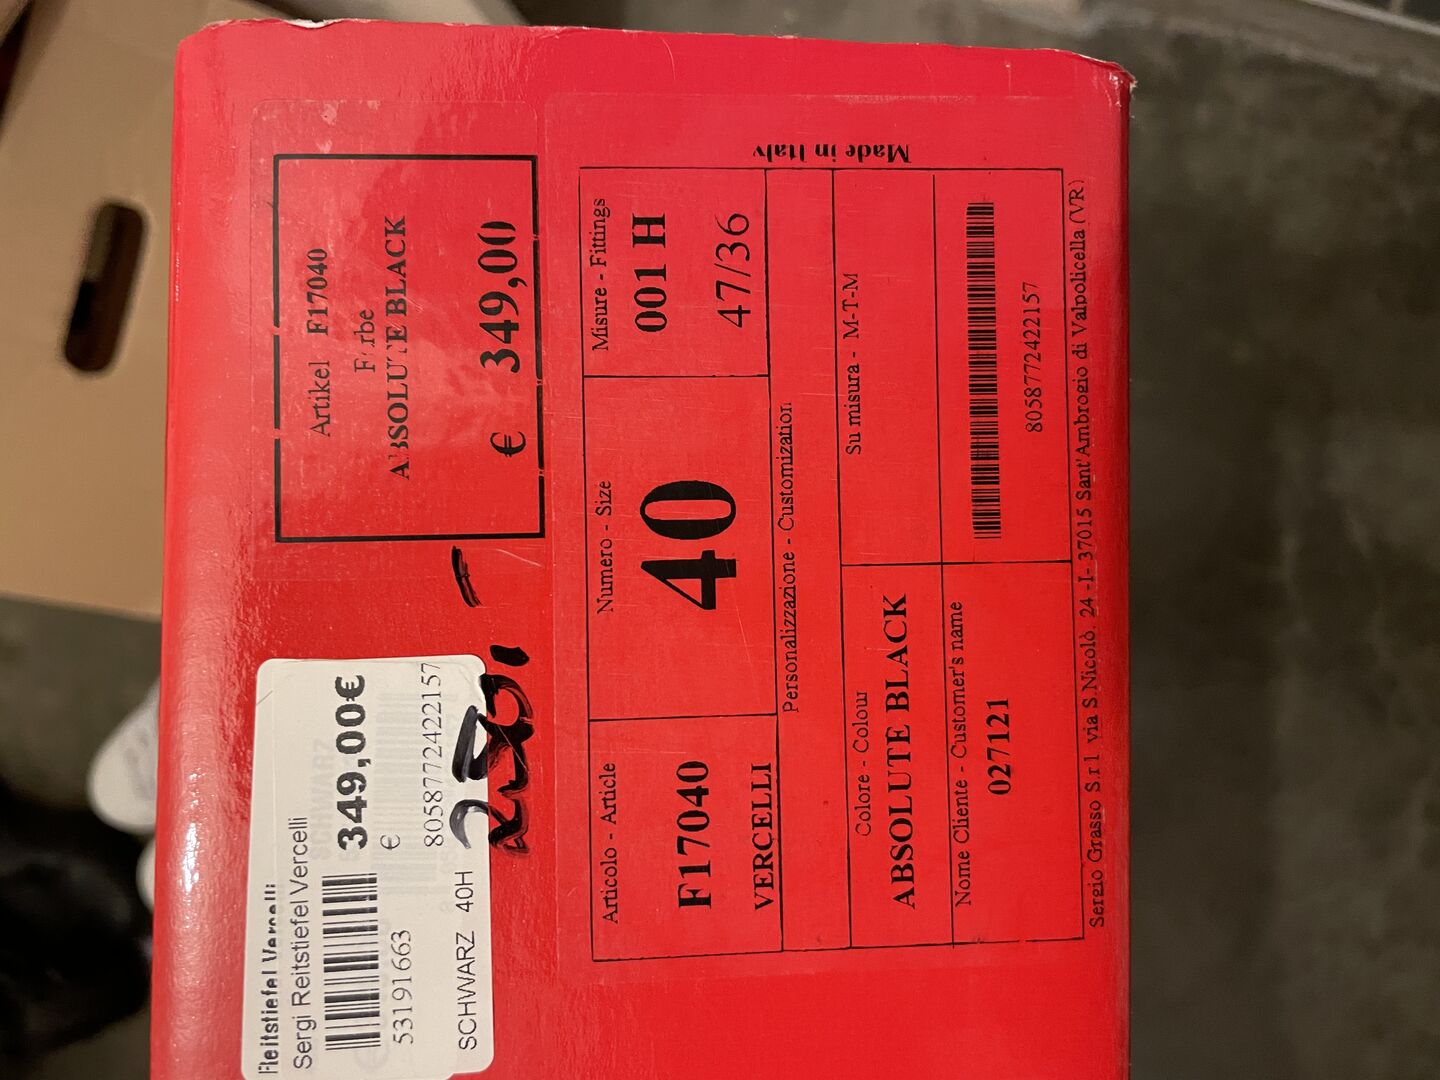 Artikel F17040
Farbe
ABSOLUTE BLACK
€ 349,00
Reitstiefel Vercelli
Sergi Reitstiefel Vercelli
349,00€
€
53191663
8058772422157
SCHWARZ 40H
Made in Italy
Articolo - Article
F17040
VERCELLI
Numero - Size
40
Misure - Fittings
001 H
47/36
Personalizzazione - Customization
Colore - Colour
ABSOLUTE BLACK
Su misura - M-T-M
Nome Cliente - Customer's name
027121
8058772422157
Sergio Grasso S.r.l via S.Nicolò, 24 -I- 37015 Sant'Ambrogio di Valpolicella (VR)